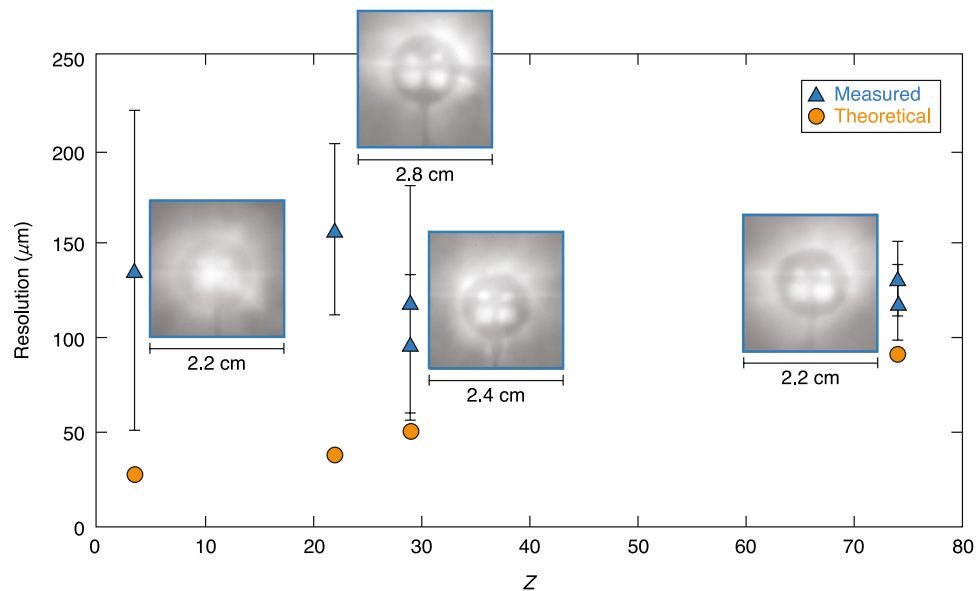 250
200
150
100
50
0
Resolution (μm)
0 10 20 30 40 50 60 70 80
Z
Measured
Theoretical
2.8 cm
2.2 cm
2.4 cm
2.2 cm